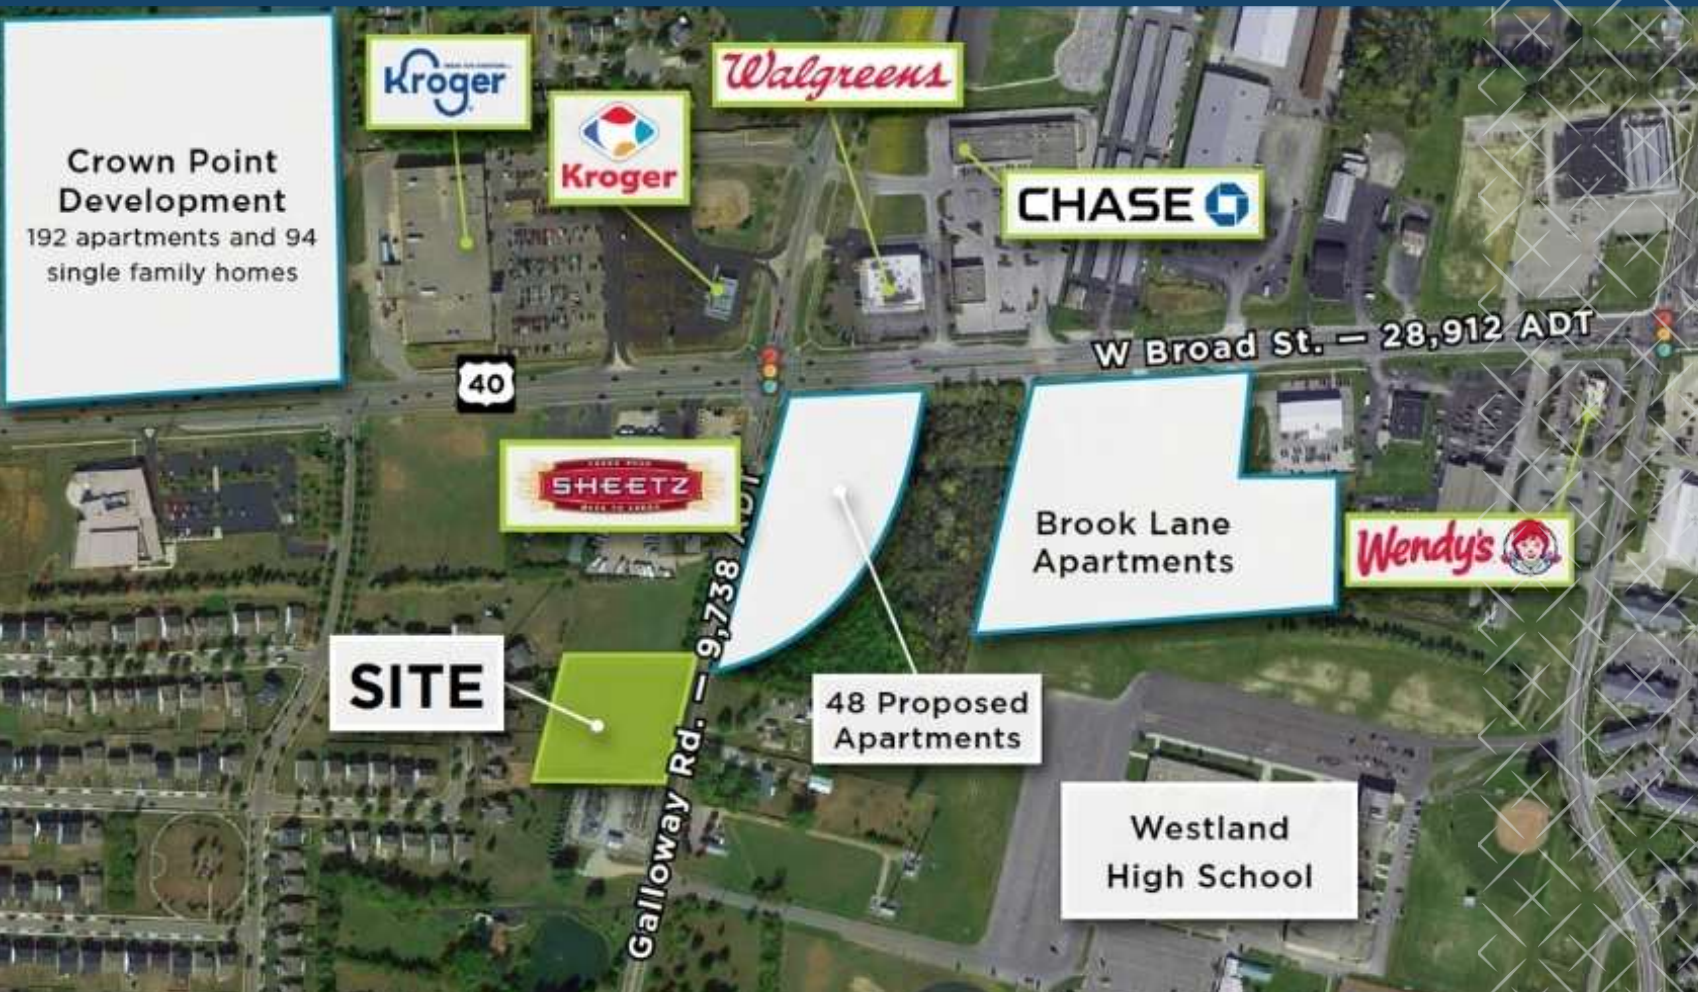 Crown Point
Development
192 apartments and 94
single family homes
Kroger
Kroger
Walgreens
CHASE
W Broad St. — 28,912 ADT
40
SHEETZ
Brook Lane
Apartments
Wendy's
SITE
Galloway Rd. — 9,738 ADT
48 Proposed
Apartments
Westland
High School